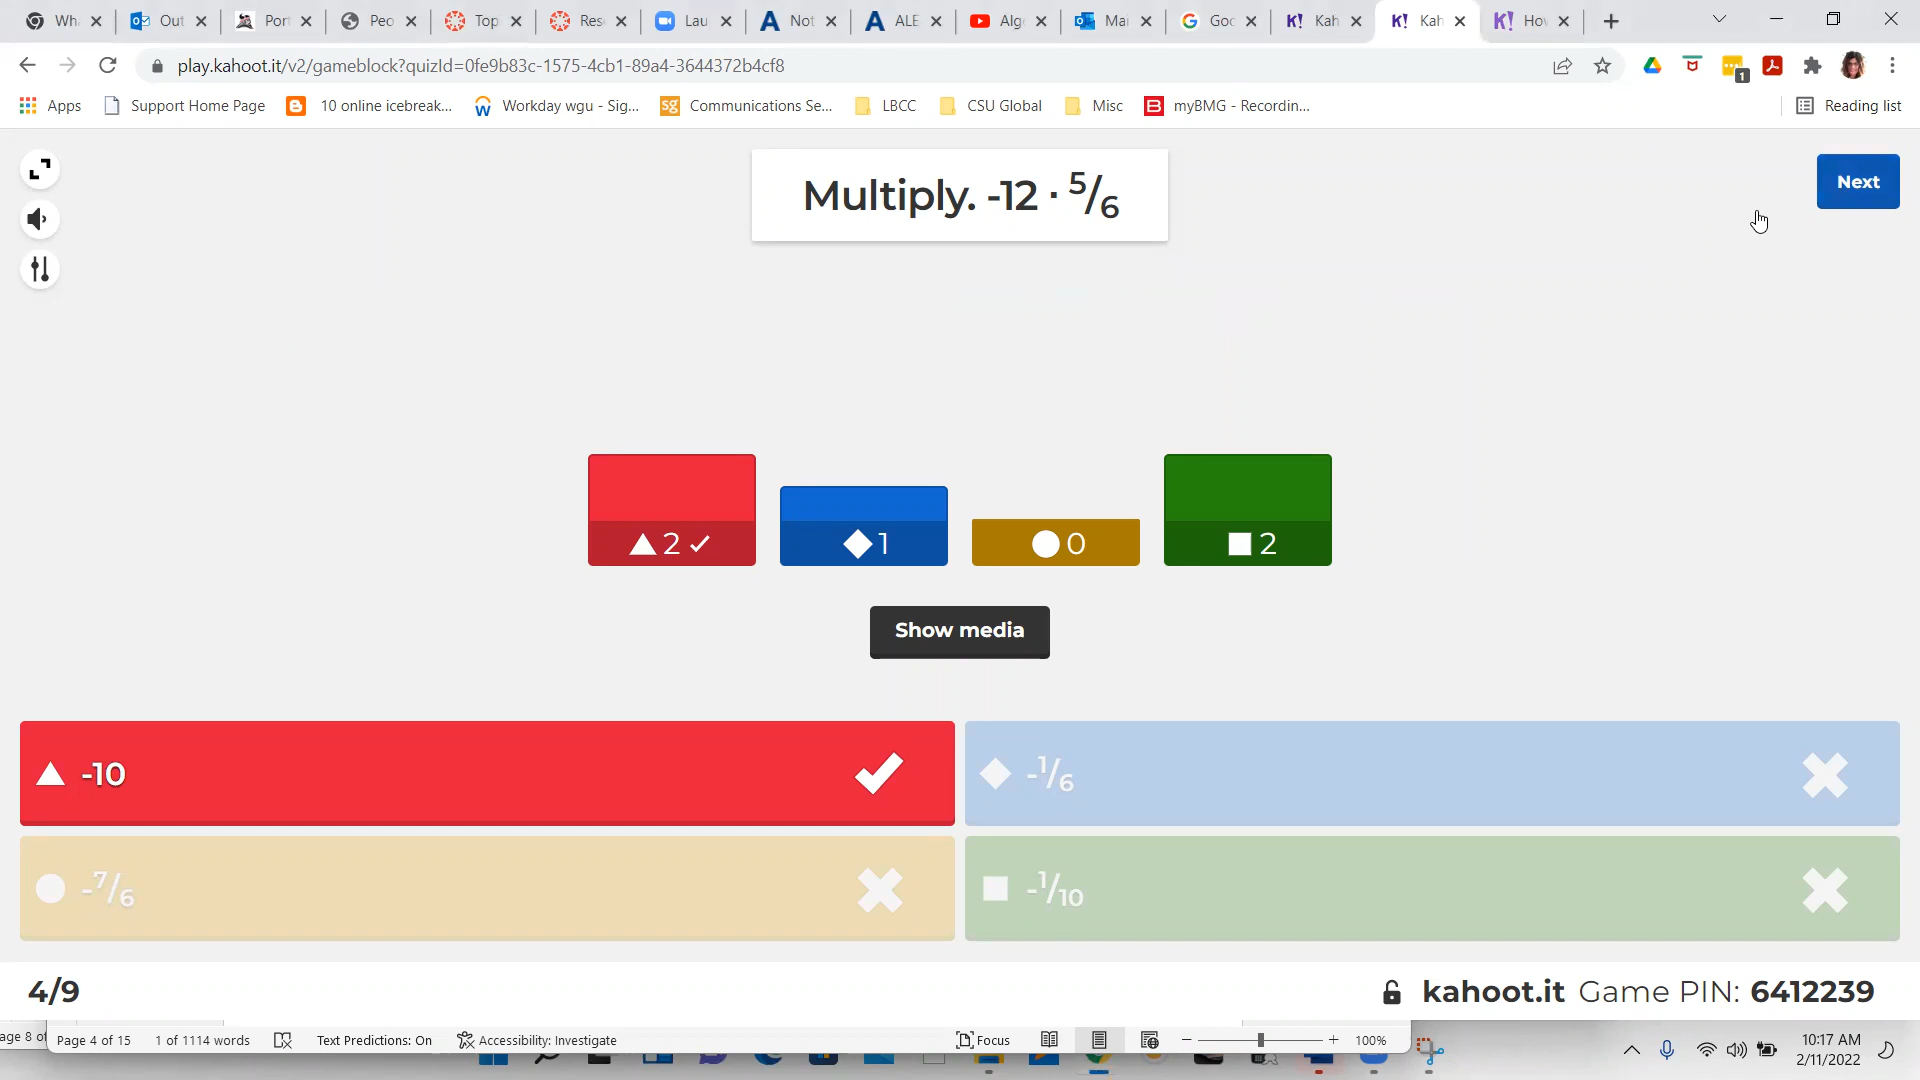 Wh Out Port Peo Top Res Lau Not ALE Alg Mai Goo Kah Kah Hov
play.kahoot.it/v2/gameblock?quizId=0fe9b83c-1575-4cb1-89a4-3644372b4cf8
Apps Support Home Page 10 online icebreak... Workday wgu - Sig... Communications Se... LBCC CSU Global Misc myBMG - Recordin... Reading list
Multiply. -12 · ⁵/₆
Next
2 1 0 2
Show media
-10
-¹/₆
-⁷/₆
-¹/₁₀
4/9
kahoot.it Game PIN: 6412239
age 8 of Page 4 of 15 1 of 1114 words Text Predictions: On Accessibility: Investigate Focus 100%
10:17 AM
2/11/2022